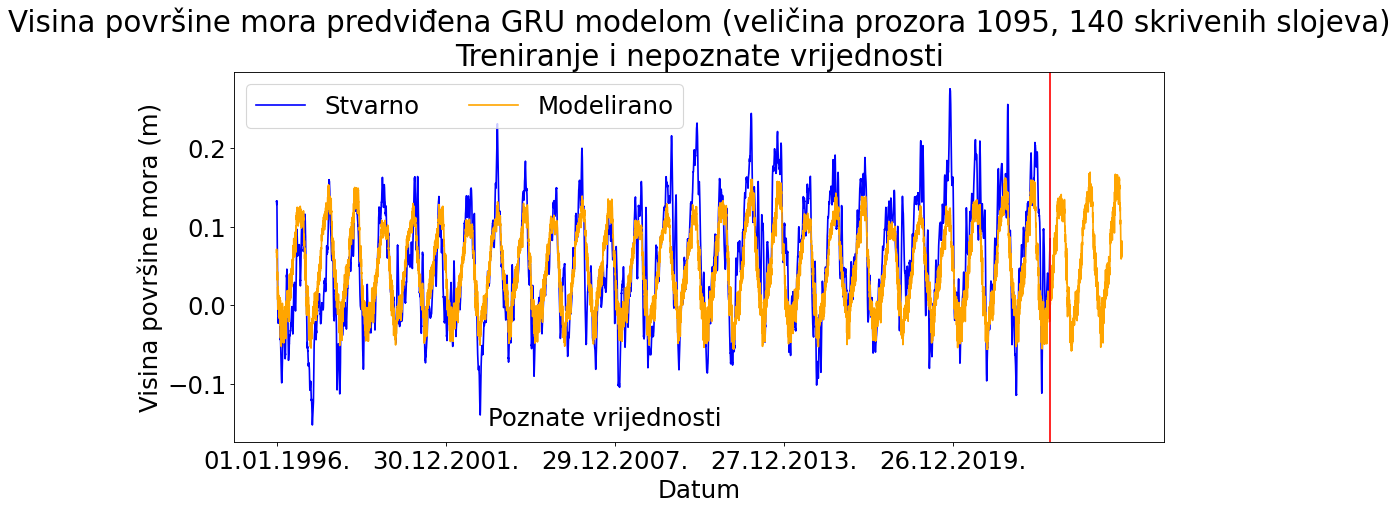 Visina površine mora predviđena GRU modelom (veličina prozora 1095, 140 skrivenih slojeva)
Treniranje i nepoznate vrijednosti
Stvarno
Modelirano
Visina površine mora (m)
0.2
0.1
0.0
−0.1
Poznate vrijednosti
01.01.1996.
30.12.2001.
29.12.2007.
27.12.2013.
26.12.2019.
Datum